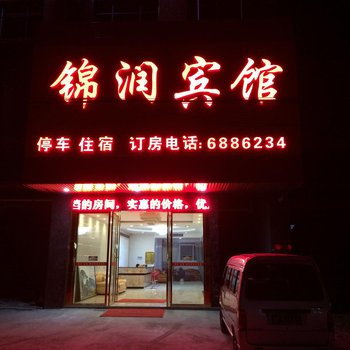 锦润宾馆
停车 住宿 订房电话:6886234
的房间,实惠的价格,优